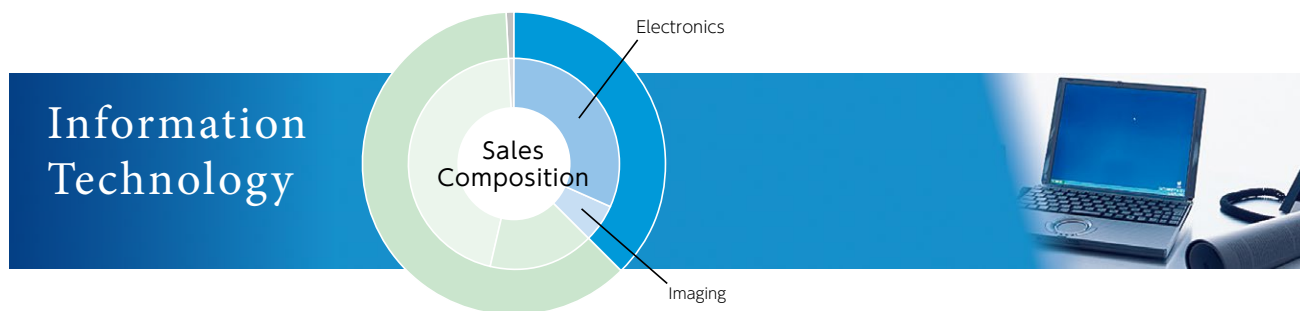 Electronics
Information
Technology
Sales
Composition
Imaging